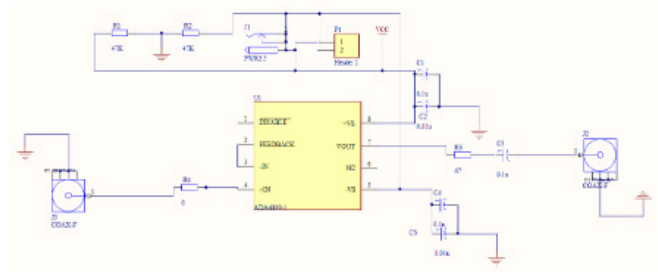 R1
R2
J1
P1
VCC
47K
47K
PWR2.5
1
2
Header 2
C1
0.1u
C2
0.01u
U1
1
DISABLE
+VS
8
2
FEEDBACK
VOUT
7
3
-IN
NC
6
4
+IN
-VS
5
R4
0
J3
COAX-F
C3
0.1u
47
J2
C4
0.1u
C5
0.01u